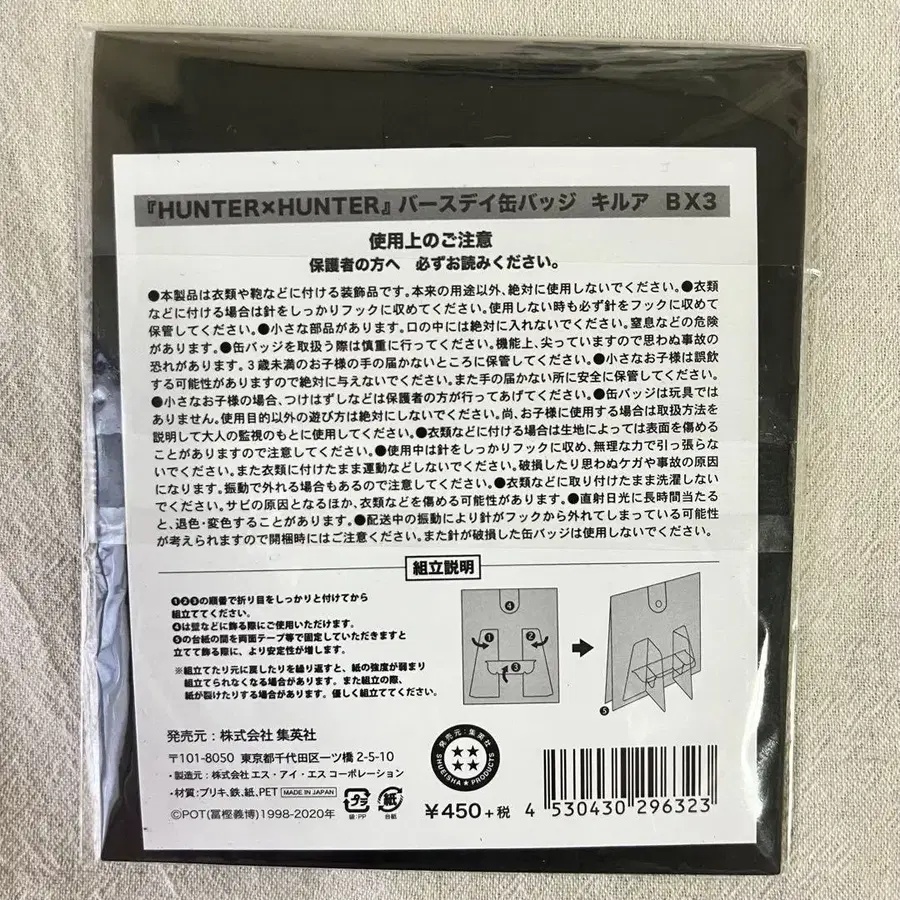 『HUNTER×HUNTER』バースデイ缶バッジ キルア BX3
使用上のご注意
保護者の方へ 必ずお読みください。
●本製品は衣類や鞄などに付ける装飾品です。本来の用途以外、絶対に使用しないでください。●衣類
などに付ける場合は針をしっかりフックに収めてください。使用しない時も必ず針をフックに収めて
保管してください。●小さな部品があります。口の中には絶対に入れないでください。窒息などの危険
があります。●缶バッジを取扱う際は慎重に行ってください。機能上、尖っていますので思わぬ事故の
恐れがあります。3歳未満のお子様の手の届かないところに保管してください。●小さなお子様は誤飲
する可能性がありますので絶対に与えないでください。また手の届かない所に安全に保管してください。
●小さなお子様の場合、つけはずしなどは保護者の方が行ってあげてください。●缶バッジは玩具では
ありません。使用目的以外の遊び方は絶対にしないでください。尚、お子様に使用する場合は取扱方法を
説明して大人の監視のもとに使用してください。●衣類などに付ける場合は生地によっては表面を傷める
ことがありますので注意してください。●使用中は針をしっかりフックに収め、無理な力で引っ張らな
いでください。また衣類に付けたまま運動などしないでください。破損したり思わぬケガや事故の原因
になります。振動で外れる場合もあるので注意してください。●衣類などに取り付けたまま洗濯しない
でください。サビの原因となるほか、衣類などを傷める可能性があります。●直射日光に長時間当たる
と、退色・変色することがあります。●配送中の振動により針がフックから外れてしまっている可能性
が考えられますので開梱時にはご注意ください。また針が破損した缶バッジは使用しないでください。
組立説明
❶❷❸の順番で折り目をしっかりと付けてから
組立ててください。
❹は壁などに飾る際にご使用いただけます。
❺の台紙の間を両面テープ等で固定していただきますと
立てて飾る際に、より安定性が増します。
※組立てたり元に戻したりを繰り返すと、紙の強度が弱まり
組立てられなくなる場合があります。また組立の際、
紙が裂けたりする場合があります。優しく組立ててください。
❹
❶
❷
❸
❺
発売元:株式会社 集英社
〒101-8050 東京都千代田区一ツ橋 2-5-10
・製造元:株式会社 エス・アイ・エス コーポレーション
・材質:ブリキ、鉄、紙、PET MADE IN JAPAN
©POT(冨樫義博)1998-2020年
プラ
袋:PP
紙
台紙
発売元:集英社
SHUEISHA★PRODUCTS
¥450+税
4 530430 296323